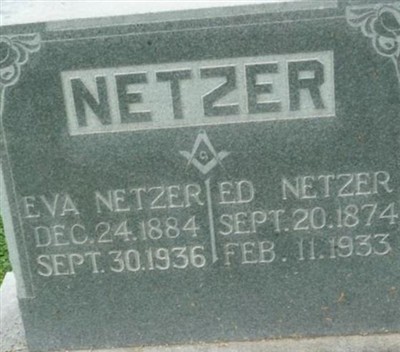 NETZER
G
EVA NETZER
DEC. 24. 1884
SEPT. 30. 1936
ED NETZER
SEPT. 20. 1874
FEB. 11. 1933